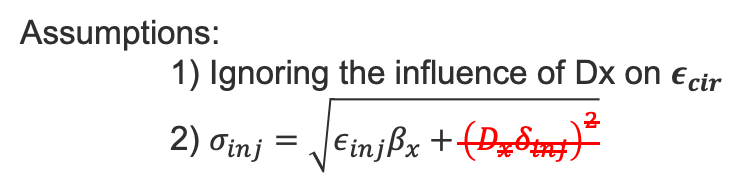 Assumptions:
1) Ignoring the influence of Dx on ϵ_cir
2) σ_inj = √(ϵ_inj β_x + (D_x δ_inj)²)